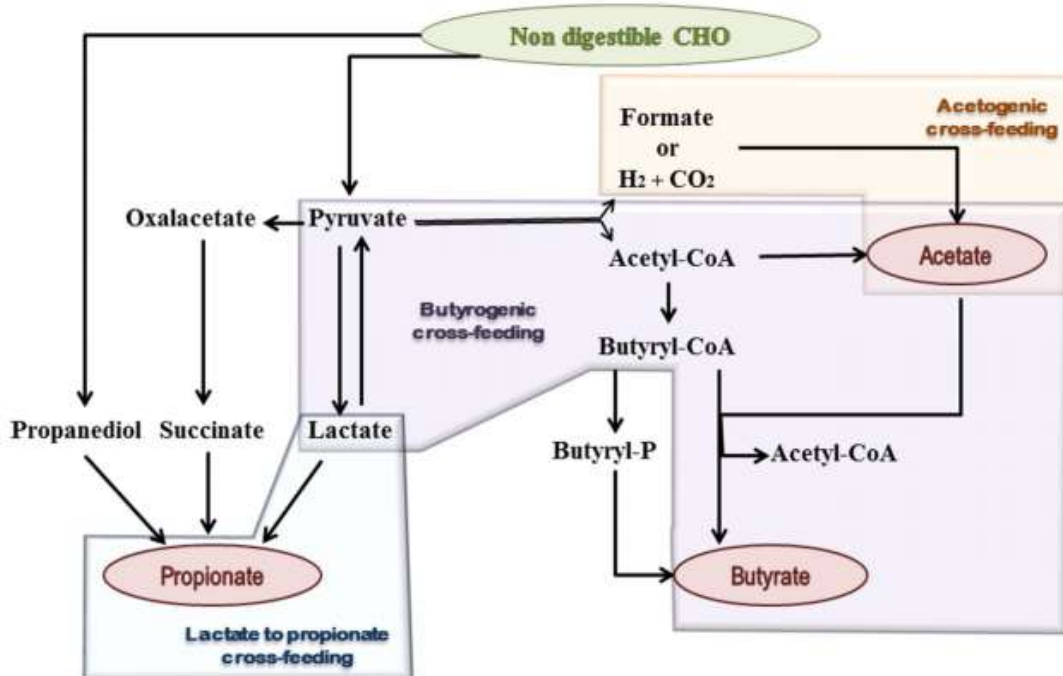 Non digestible CHO
Acetogenic
cross-feeding
Formate
or
H₂ + CO₂
Oxalacetate
Pyruvate
Acetyl-CoA
Acetate
Butyrogenic
cross-feeding
Butyryl-CoA
Propanediol
Succinate
Lactate
Butyryl-P
Acetyl-CoA
Propionate
Butyrate
Lactate to propionate
cross-feeding